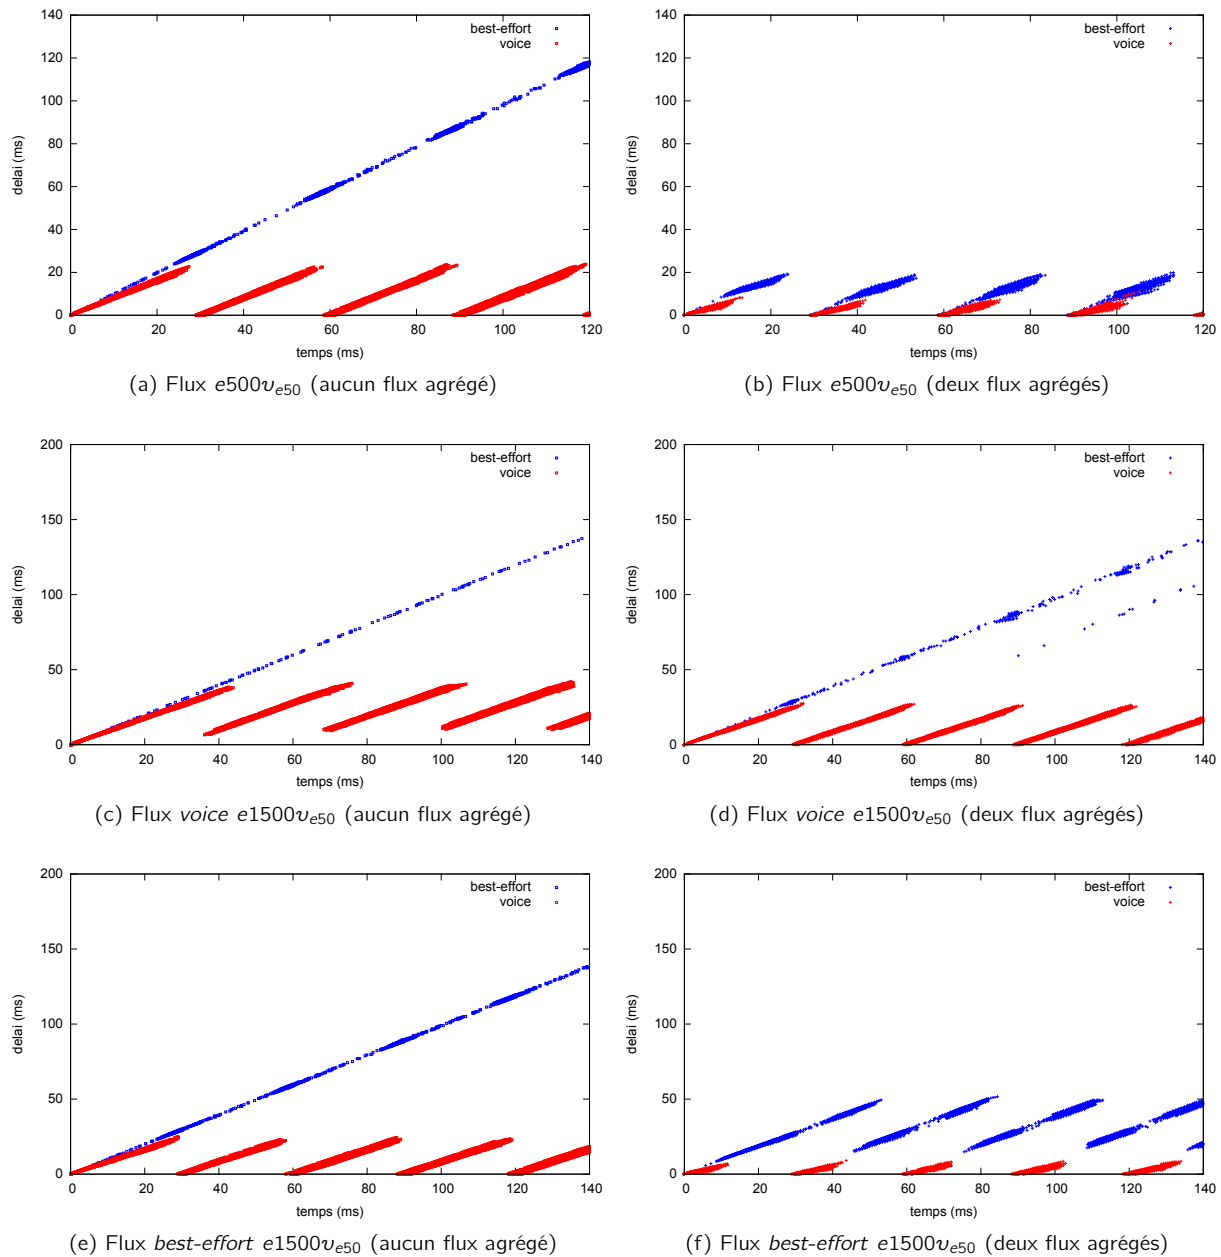 140
120
100
80
60
40
20
0
delai (ms)
best-effort
voice
0 20 40 60 80 100 120
temps (ms)
(a) Flux e500υe50 (aucun flux agrégé)
140
120
100
80
60
40
20
0
delai (ms)
best-effort
voice
0 20 40 60 80 100 120
temps (ms)
(b) Flux e500υe50 (deux flux agrégés)
200
150
100
50
0
delai (ms)
best-effort
voice
0 20 40 60 80 100 120 140
temps (ms)
(c) Flux voice e1500υe50 (aucun flux agrégé)
200
150
100
50
0
delai (ms)
best-effort
voice
0 20 40 60 80 100 120 140
temps (ms)
(d) Flux voice e1500υe50 (deux flux agrégés)
200
150
100
50
0
delai (ms)
best-effort
voice
0 20 40 60 80 100 120 140
temps (ms)
(e) Flux best-effort e1500υe50 (aucun flux agrégé)
200
150
100
50
0
delai (ms)
best-effort
voice
0 20 40 60 80 100 120 140
temps (ms)
(f) Flux best-effort e1500υe50 (deux flux agrégés)